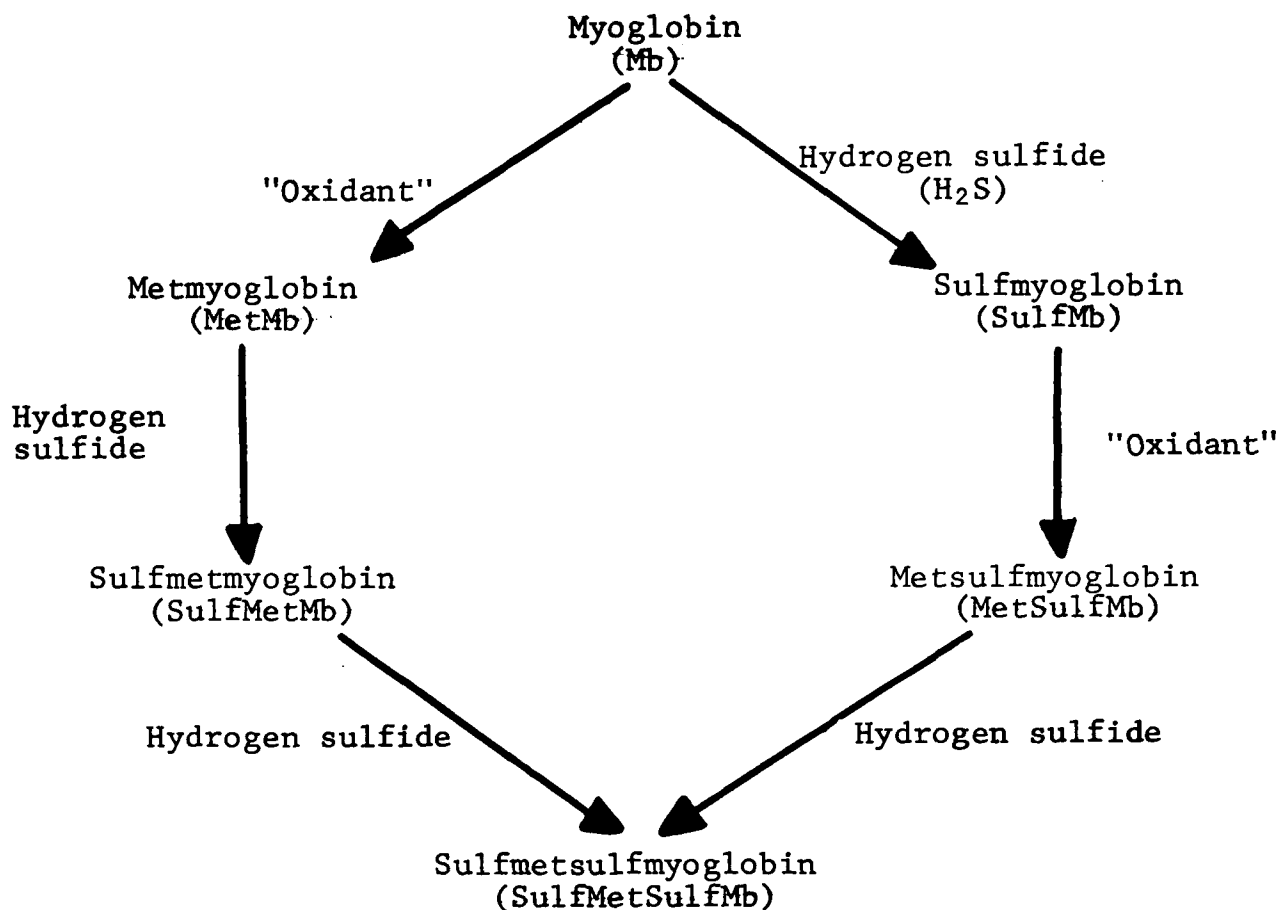 Myoglobin
(Mb)
Hydrogen sulfide
(H₂S)
"Oxidant"
Metmyoglobin
(MetMb)
Sulfmyoglobin
(SulfMb)
Hydrogen
sulfide
"Oxidant"
Sulfmetmyoglobin
(SulfMetMb)
Metsulfmyoglobin
(MetSulfMb)
Hydrogen sulfide
Hydrogen sulfide
Sulfmetsulfmyoglobin
(SulfMetSulfMb)